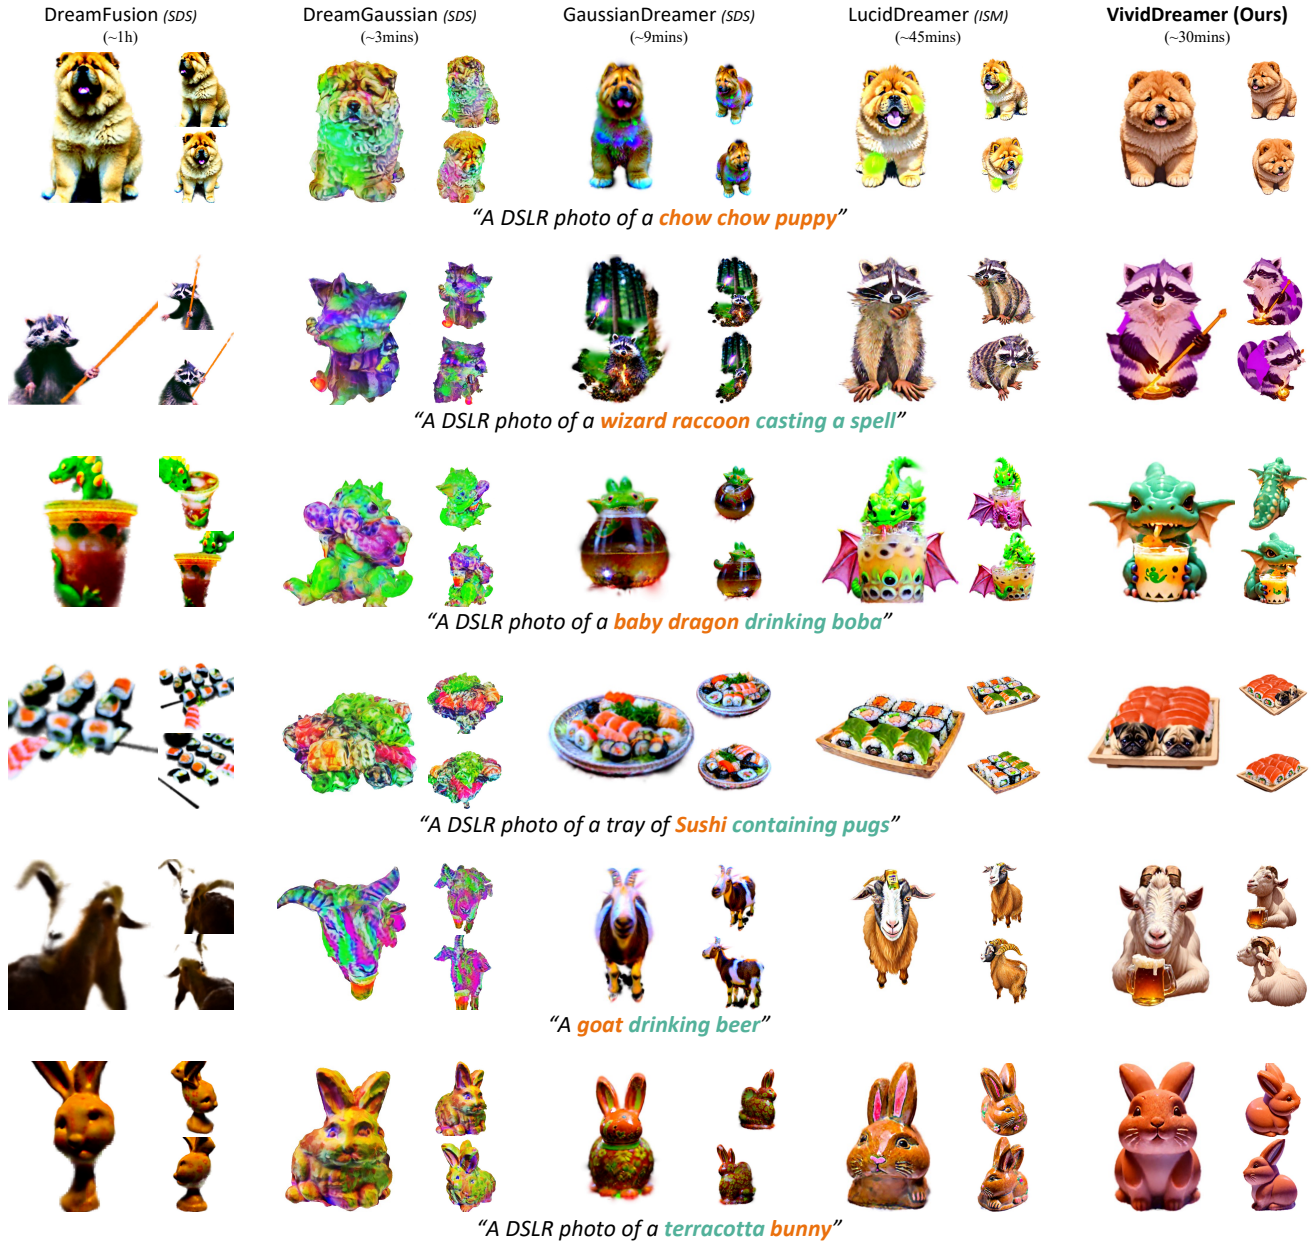 DreamFusion (SDS) DreamGaussian (SDS) GaussianDreamer (SDS) LucidDreamer (ISM) VividDreamer (Ours)
(~1h) (~3mins) (~9mins) (~45mins) (~30mins)
“A DSLR photo of a chow chow puppy”
“A DSLR photo of a wizard raccoon casting a spell”
“A DSLR photo of a baby dragon drinking boba”
“A DSLR photo of a tray of Sushi containing pugs”
“A goat drinking beer”
“A DSLR photo of a terracotta bunny”